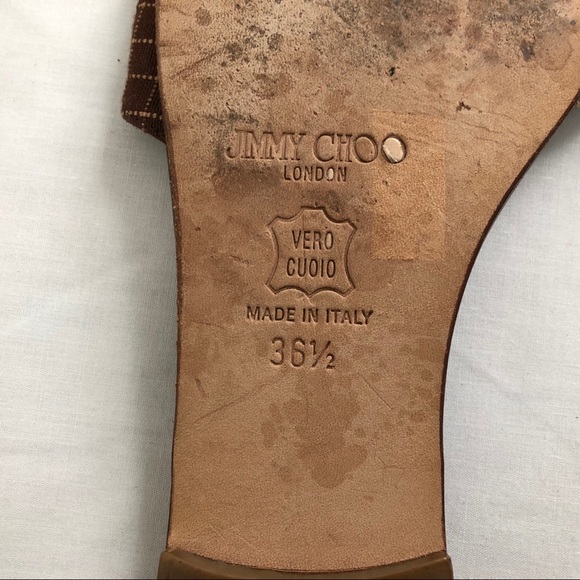 JIMMY CHOO
LONDON
VERO
CUOIO
MADE IN ITALY
36½